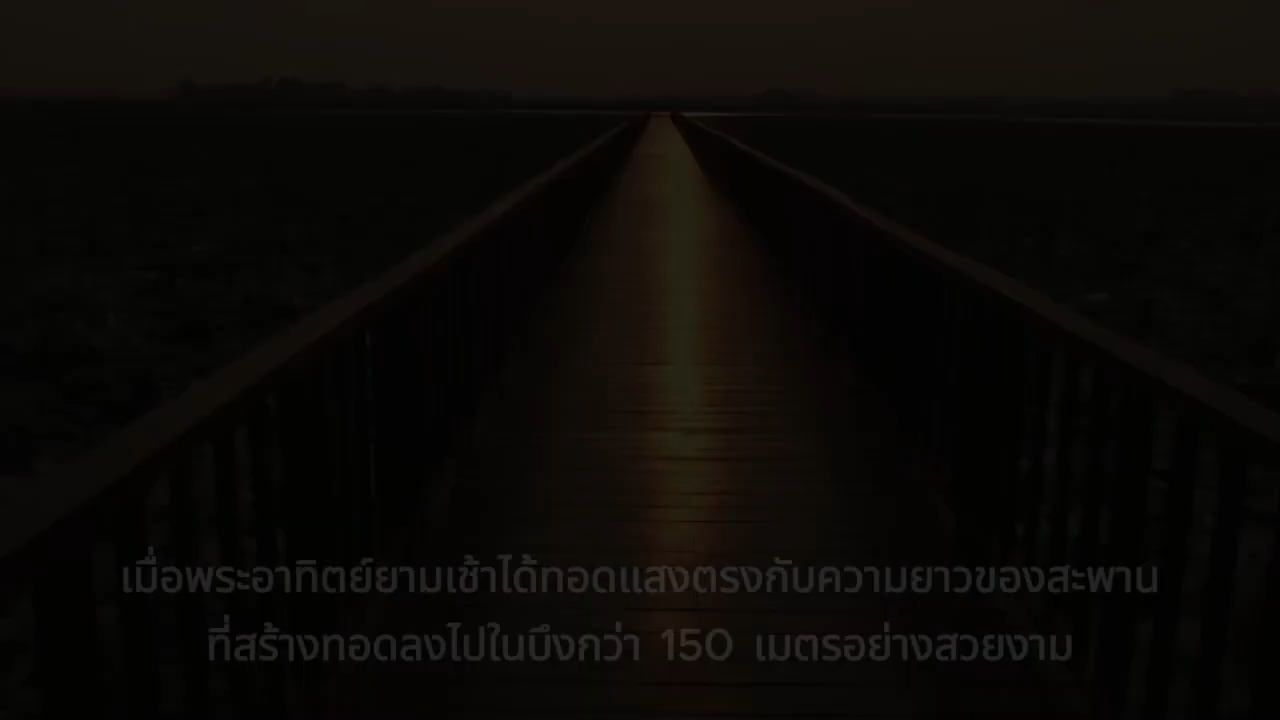 เมื่อพระอาทิตย์ยามเช้าได้ทอดแสงตรงกับความยาวของสะพาน
ที่สร้างทอดลงไปในบึงกว่า 150 เมตรอย่างสวยงาม